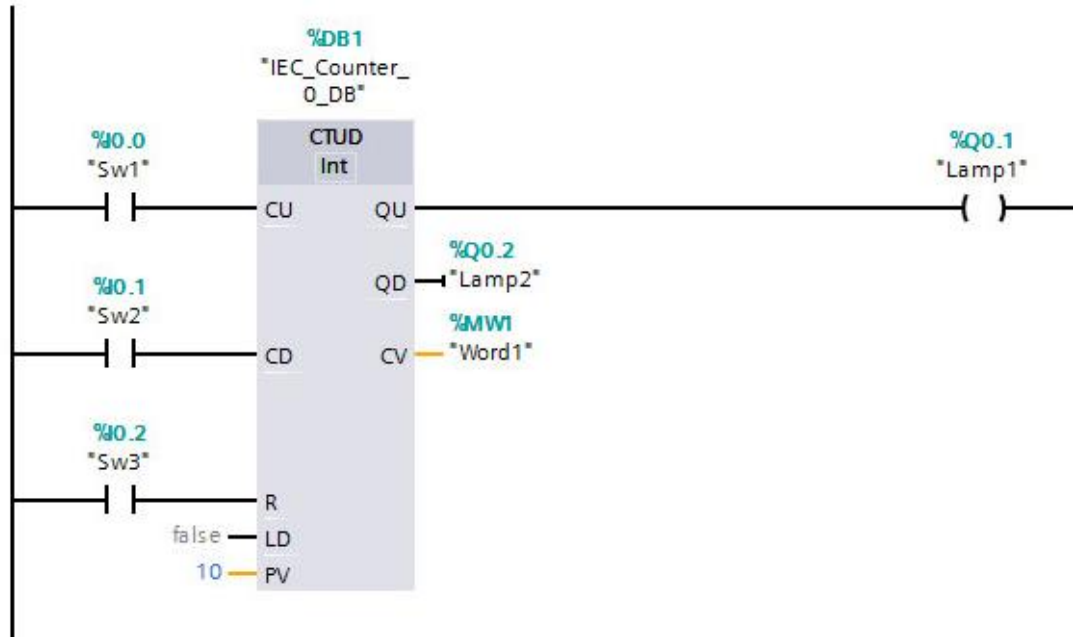 %DB1
"IEC_Counter_
0_DB"
CTUD
Int
%I0.0
"Sw1"
CU
QU
%Q0.1
"Lamp1"
QD
%Q0.2
"Lamp2"
%I0.1
"Sw2"
CD
CV
%MW1
"Word1"
%I0.2
"Sw3"
R
false
LD
10
PV